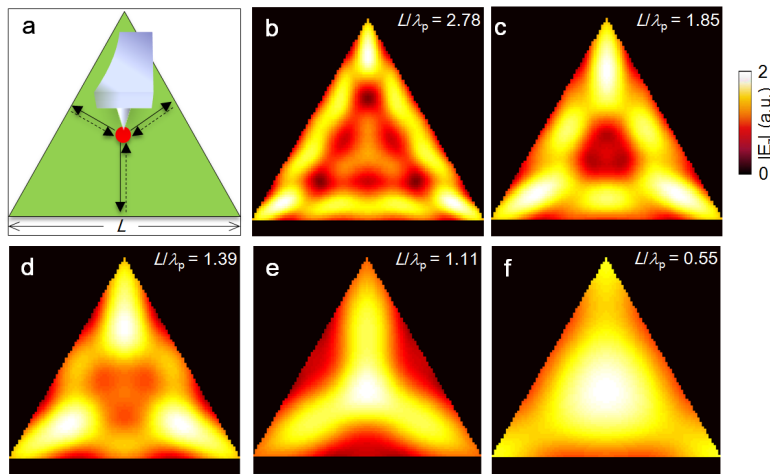 a
L
b
L/λp = 2.78
c
L/λp = 1.85
2
|Ez| (a.u.)
0
d
L/λp = 1.39
e
L/λp = 1.11
f
L/λp = 0.55